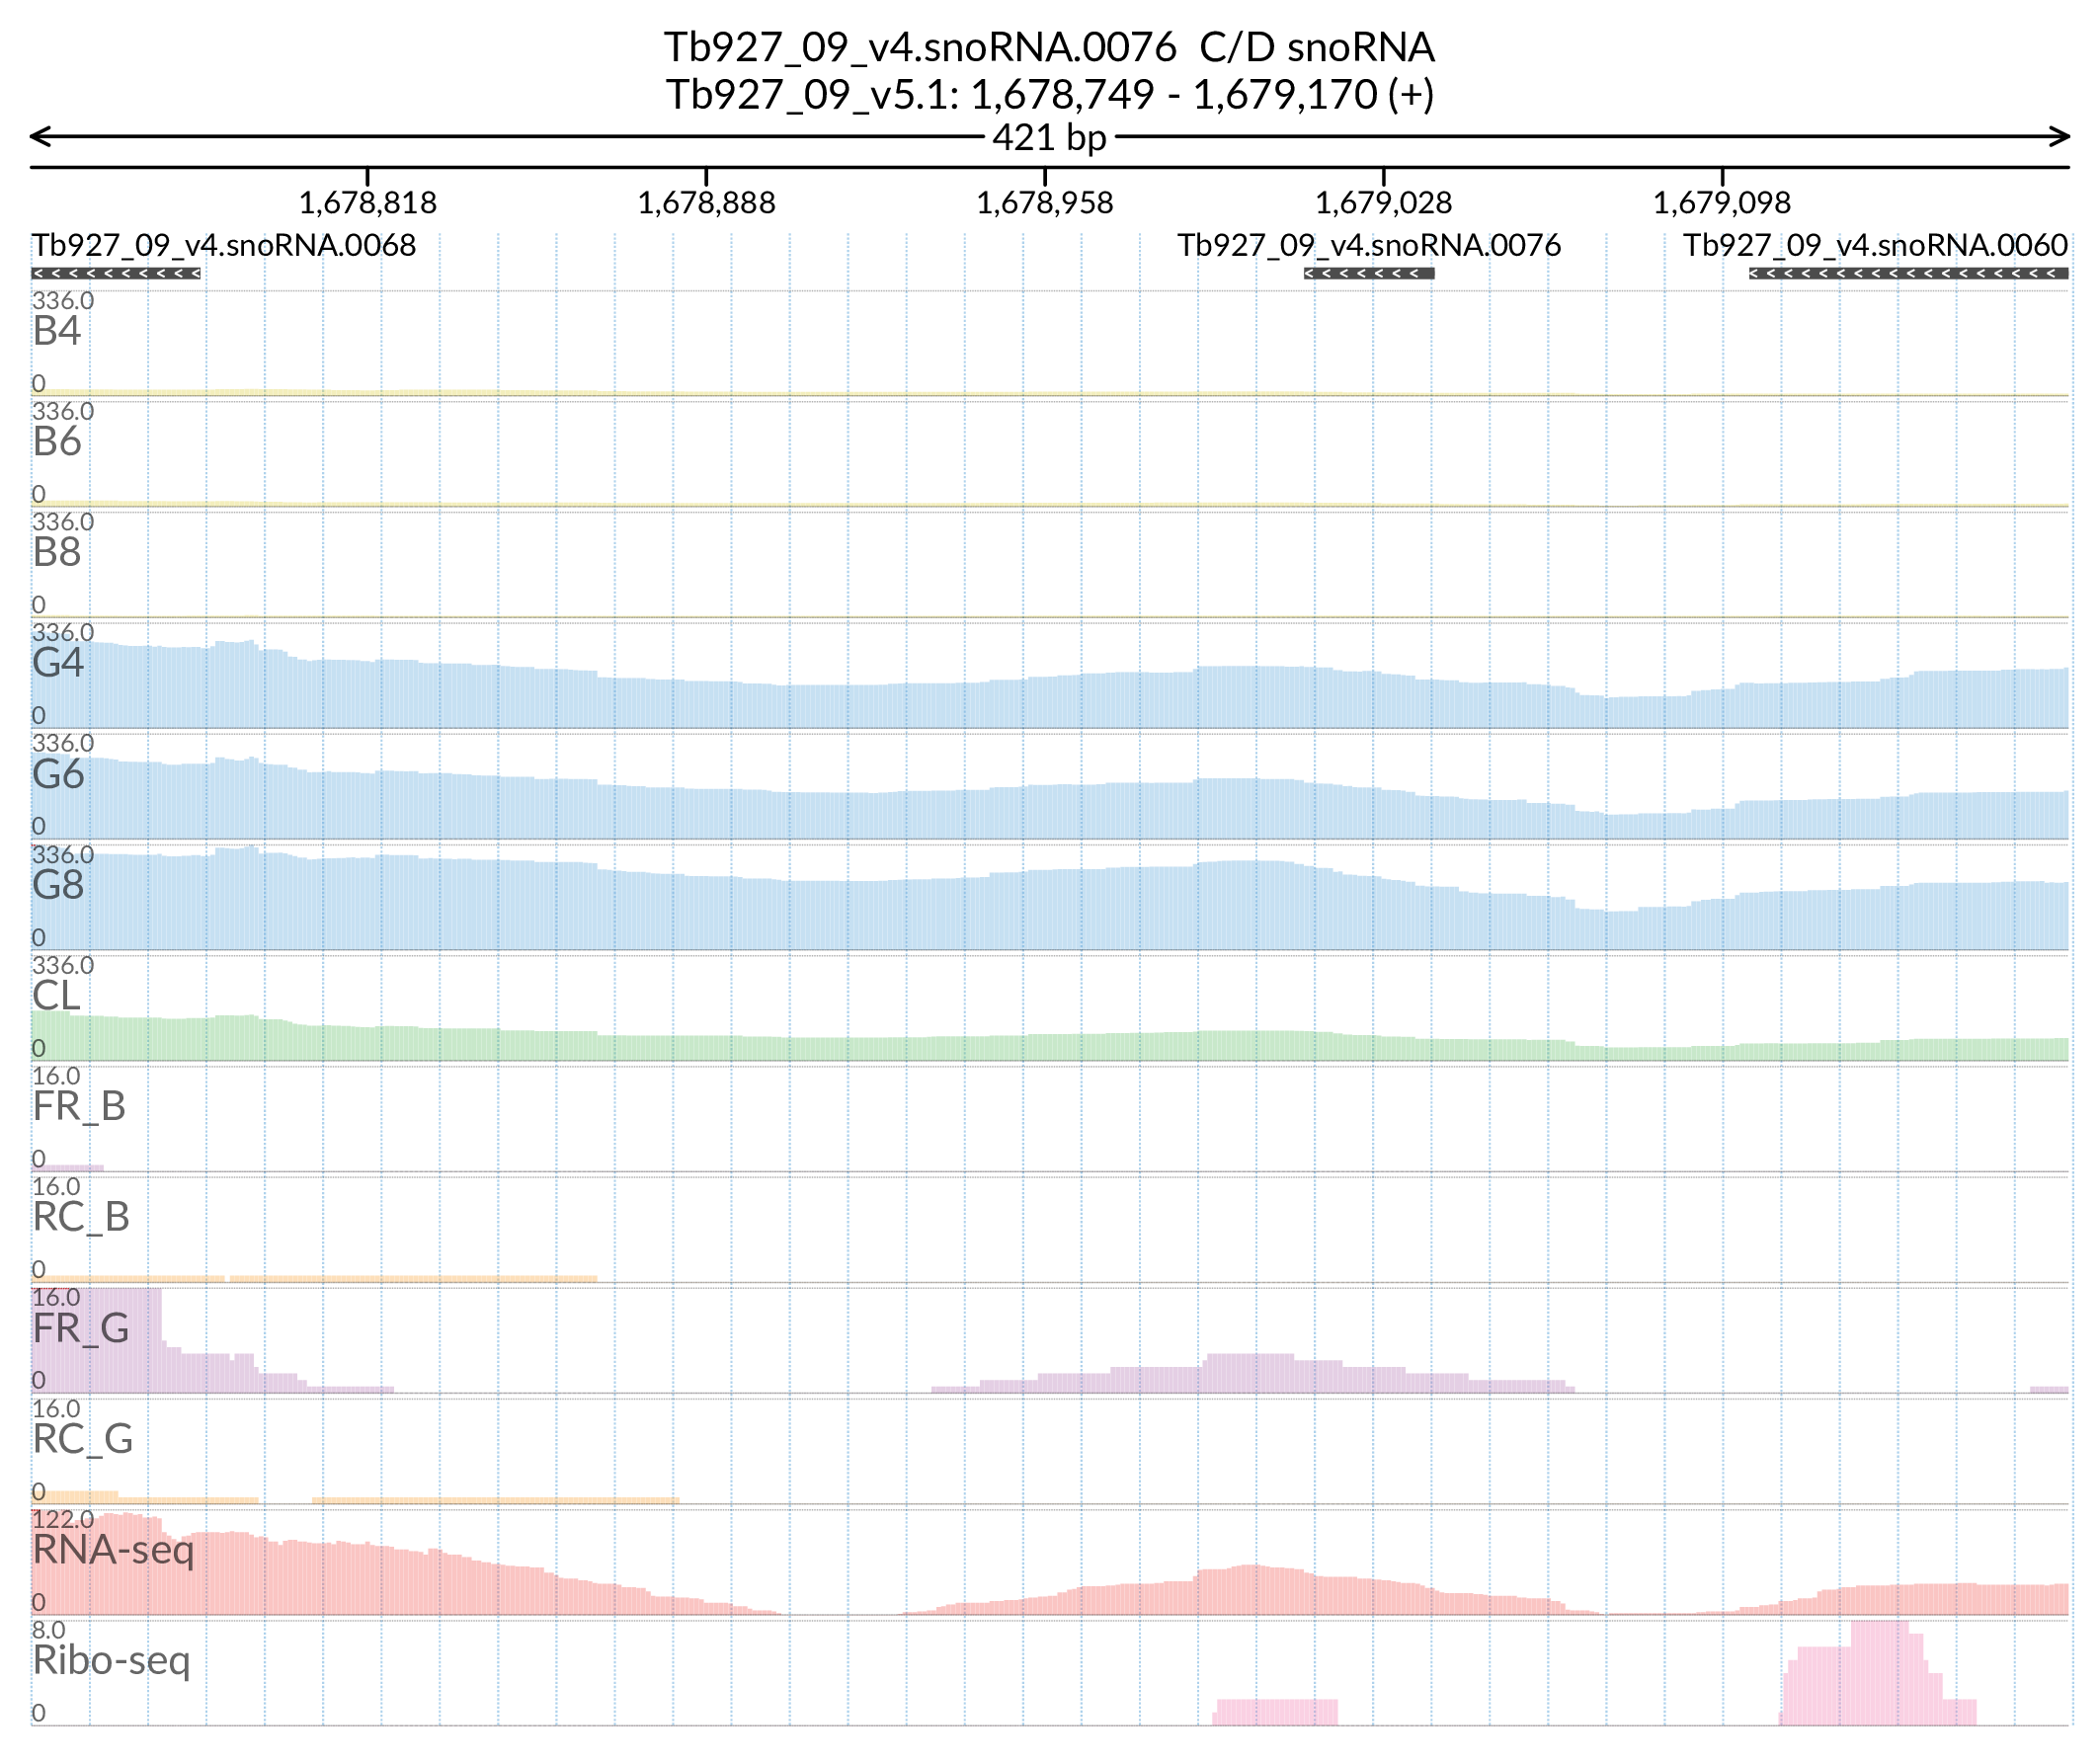 Tb927_09_v4.snoRNA.0076 C/D snoRNA
Tb927_09_v5.1: 1,678,749 - 1,679,170 (+)
421 bp
1,678,818 1,678,888 1,678,958 1,679,028 1,679,098
Tb927_09_v4.snoRNA.0068 Tb927_09_v4.snoRNA.0076 Tb927_09_v4.snoRNA.0060
336.0
B4
0
336.0
B6
0
336.0
B8
0
336.0
G4
0
336.0
G6
0
336.0
G8
0
336.0
CL
0
16.0
FR_B
0
16.0
RC_B
0
16.0
FR_G
0
16.0
RC_G
0
122.0
RNA-seq
0
8.0
Ribo-seq
0